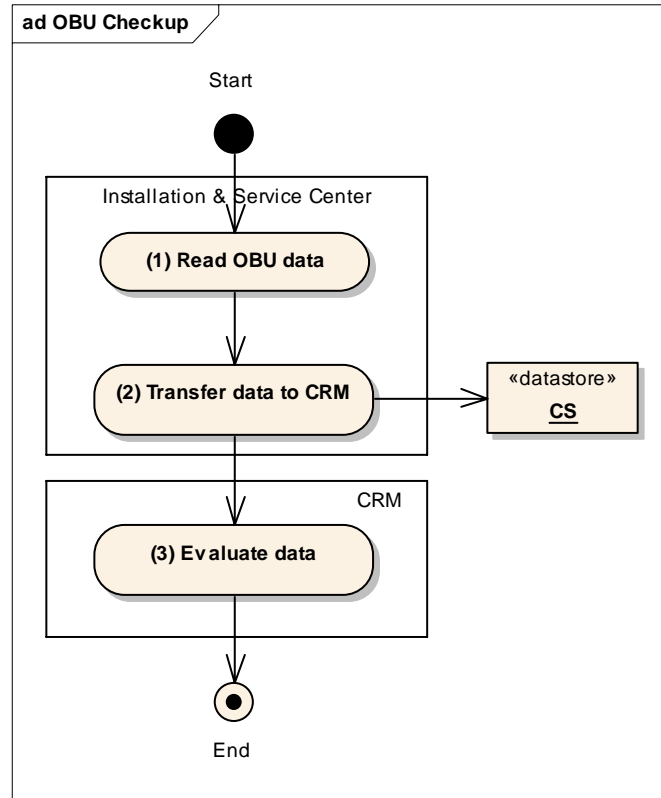 ad OBU Checkup
Start
Installation & Service Center
(1) Read OBU data
(2) Transfer data to CRM
«datastore»
CS
CRM
(3) Evaluate data
End